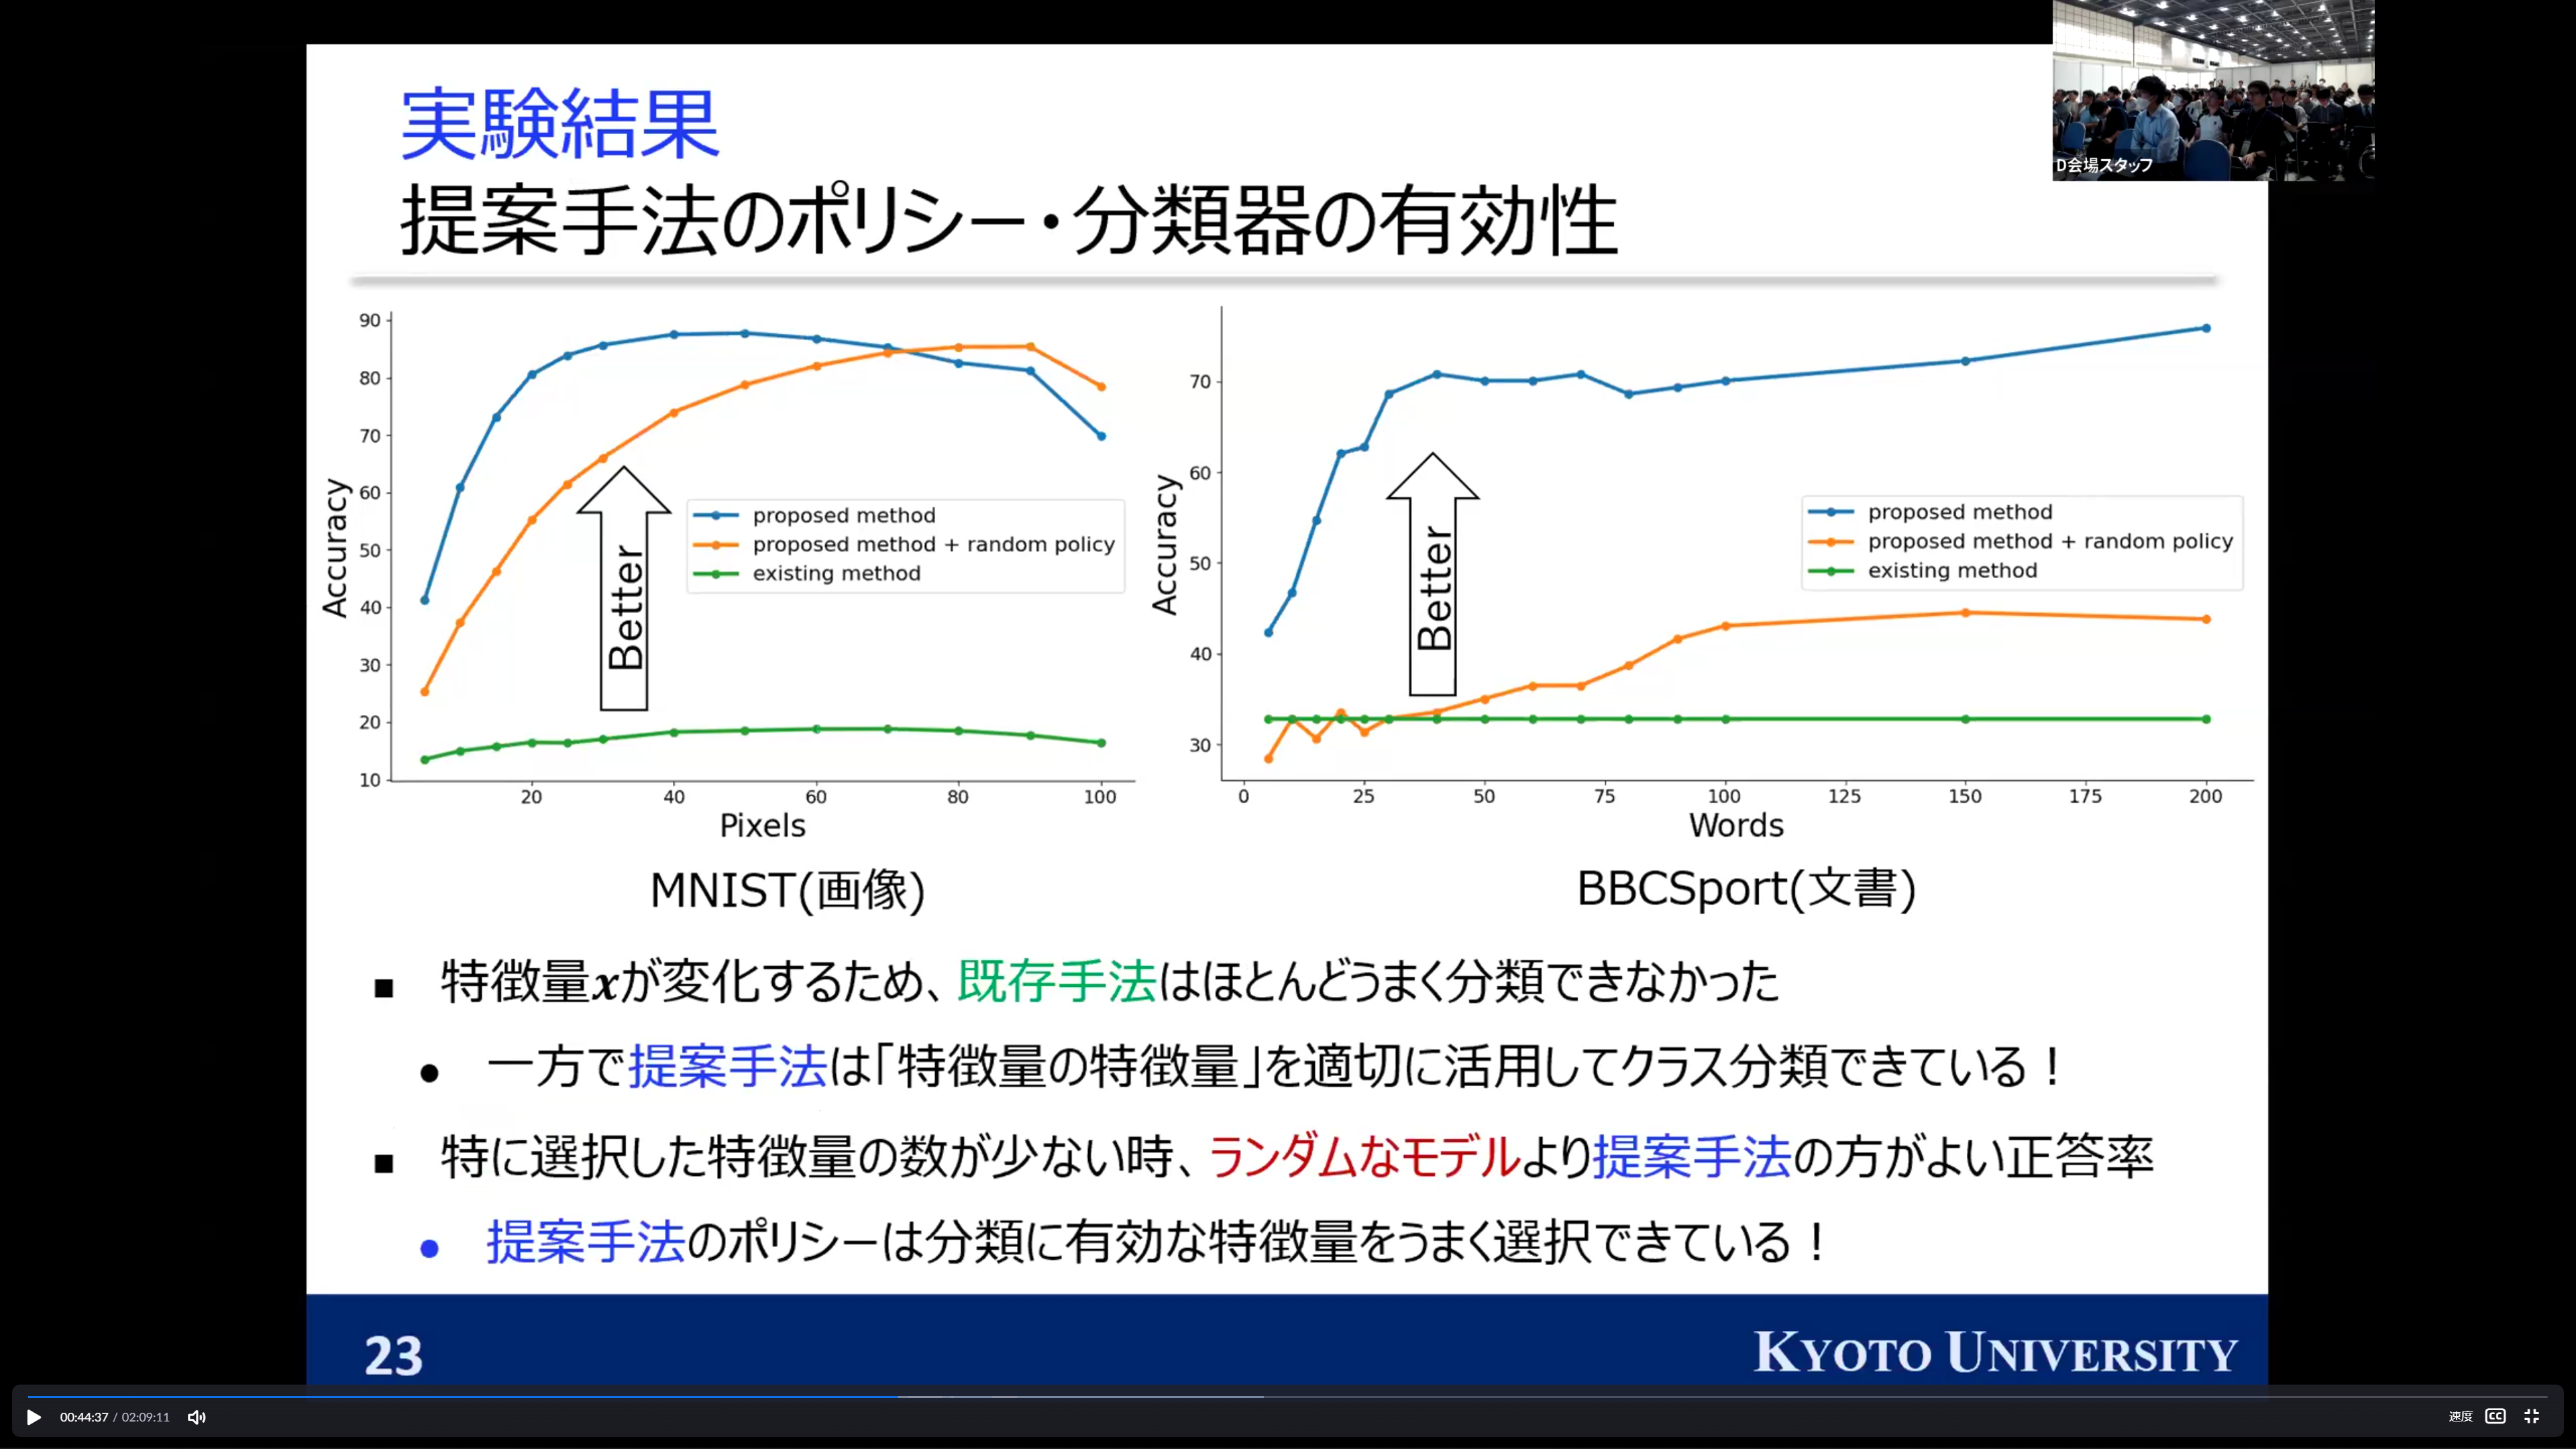 実験結果
提案手法のポリシー・分類器の有効性
D会場スタッフ
90
80
70
60
50
40
30
20
10
Accuracy
Better
proposed method
proposed method + random policy
existing method
20 40 60 80 100
Pixels
MNIST(画像)
70
60
50
40
30
Accuracy
Better
proposed method
proposed method + random policy
existing method
0 25 50 75 100 125 150 175 200
Words
BBCSport(文書)
■ 特徴量xが変化するため、既存手法はほとんどうまく分類できなかった
● 一方で提案手法は「特徴量の特徴量」を適切に活用してクラス分類できている！
■ 特に選択した特徴量の数が少ない時、ランダムなモデルより提案手法の方がよい正答率
● 提案手法のポリシーは分類に有効な特徴量をうまく選択できている！
23
KYOTO UNIVERSITY
00:44:37 / 02:09:11
速度 CC